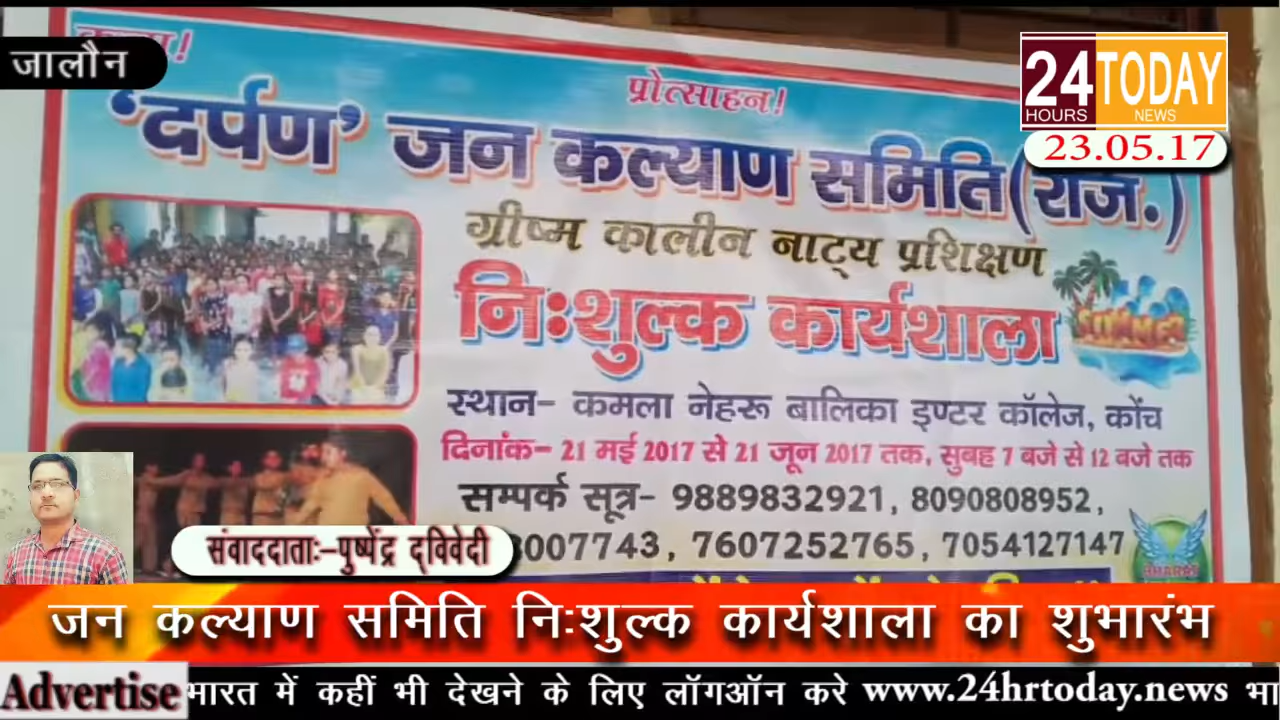 जालौन
प्रोत्साहन!
24 TODAY
HOURS NEWS
23.05.17
'दर्पण' जन कल्याण समिति (राज.)
ग्रीष्म कालीन नाट्य प्रशिक्षण
निःशुल्क कार्यशाला
SUMMER
स्थान- कमला नेहरू बालिका इण्टर कॉलेज, कोंच
दिनांक- 21 मई 2017 से 21 जून 2017 तक, सुबह 7 बजे से 12 बजे तक
सम्पर्क सूत्र- 9889832921, 8090808952,
007743, 7607252765, 7054127147
संवाददाताः-पुष्पेंद्र द्विवेदी
जन कल्याण समिति निःशुल्क कार्यशाला का शुभारंभ
Advertise भारत में कहीं भी देखने के लिए लॉगऑन करे www.24hrtoday.news भा